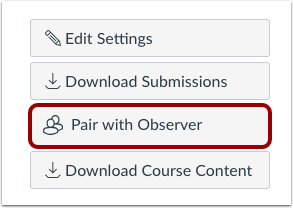 Edit Settings
Download Submissions
Pair with Observer
Download Course Content